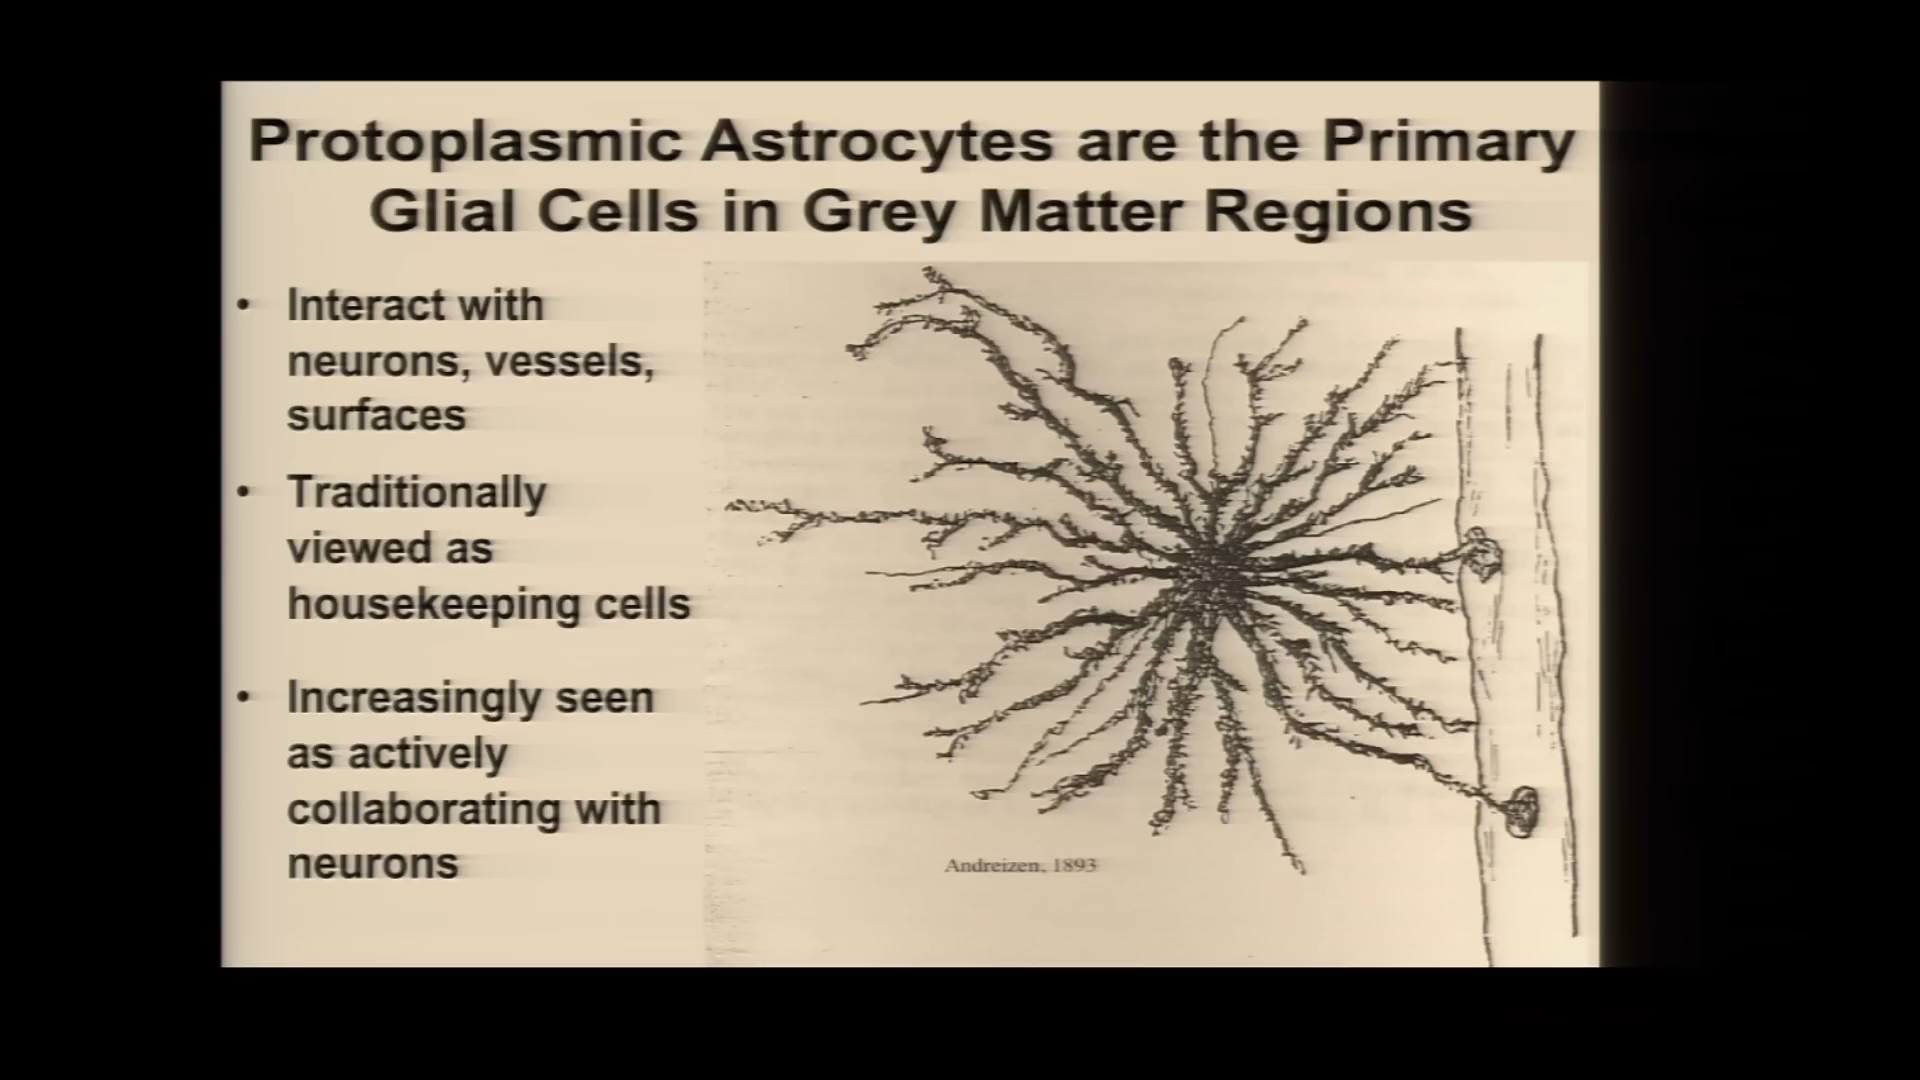 Protoplasmic Astrocytes are the Primary
Glial Cells in Grey Matter Regions
• Interact with
neurons, vessels,
surfaces
• Traditionally
viewed as
housekeeping cells
• Increasingly seen
as actively
collaborating with
neurons
Andreizen, 1893